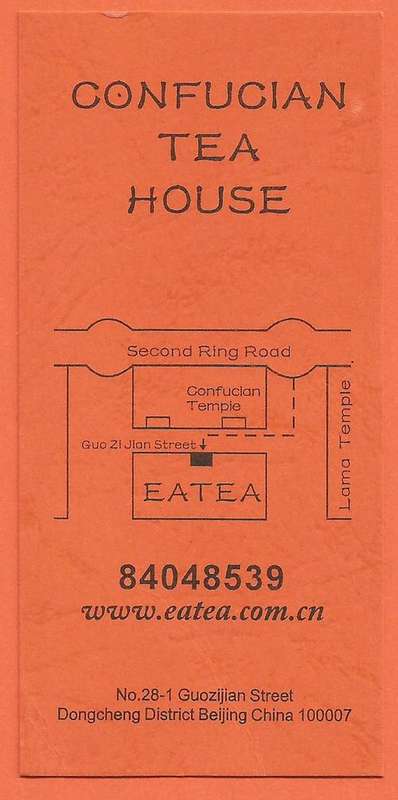 CONFUCIAN
TEA
HOUSE
Second Ring Road
Confucian
Temple
Guo Zi Jian Street
Lama Temple
EATEA
84048539
www.eatea.com.cn
No.28-1 Guozijian Street
Dongcheng District Beijing China 100007